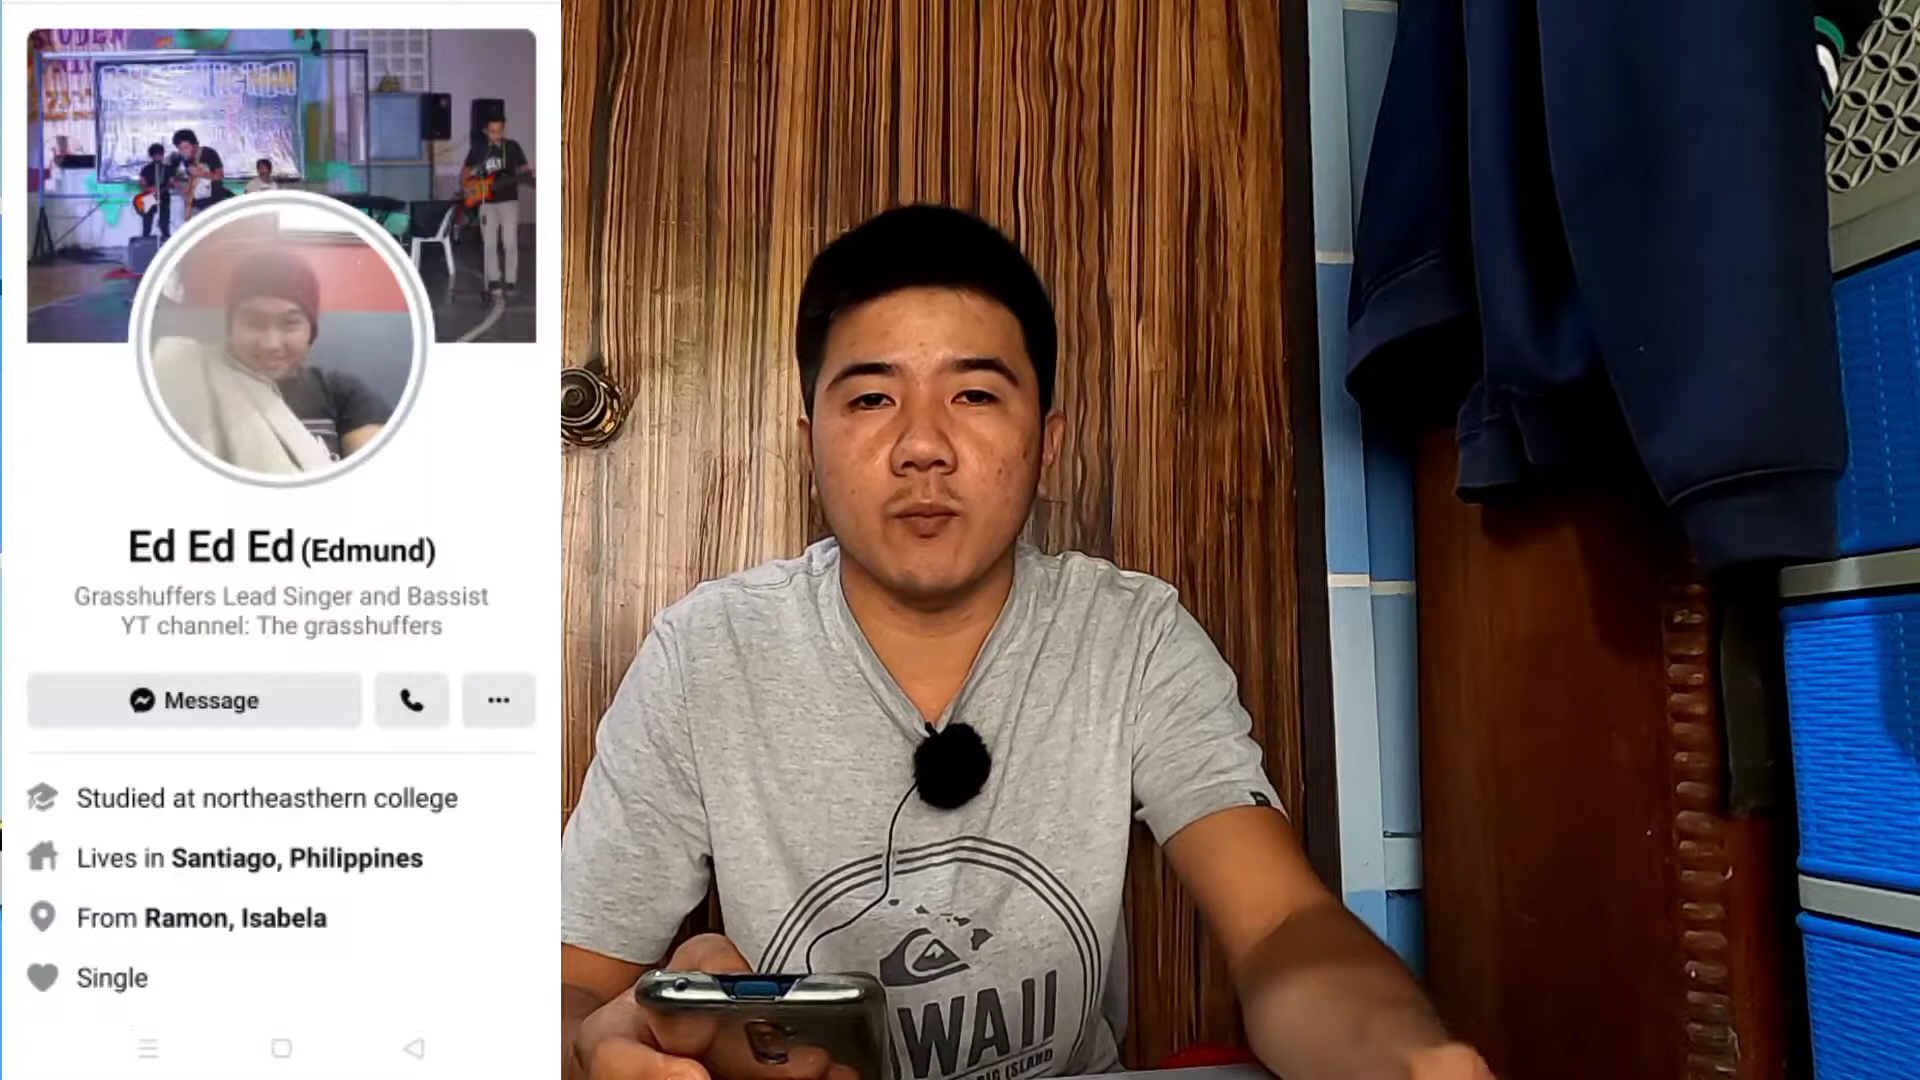 Ed Ed Ed (Edmund)
Grasshuffers Lead Singer and Bassist
YT channel: The grasshuffers
Message
Studied at northeasthern college
Lives in Santiago, Philippines
From Ramon, Isabela
Single
WAII
ISLAND